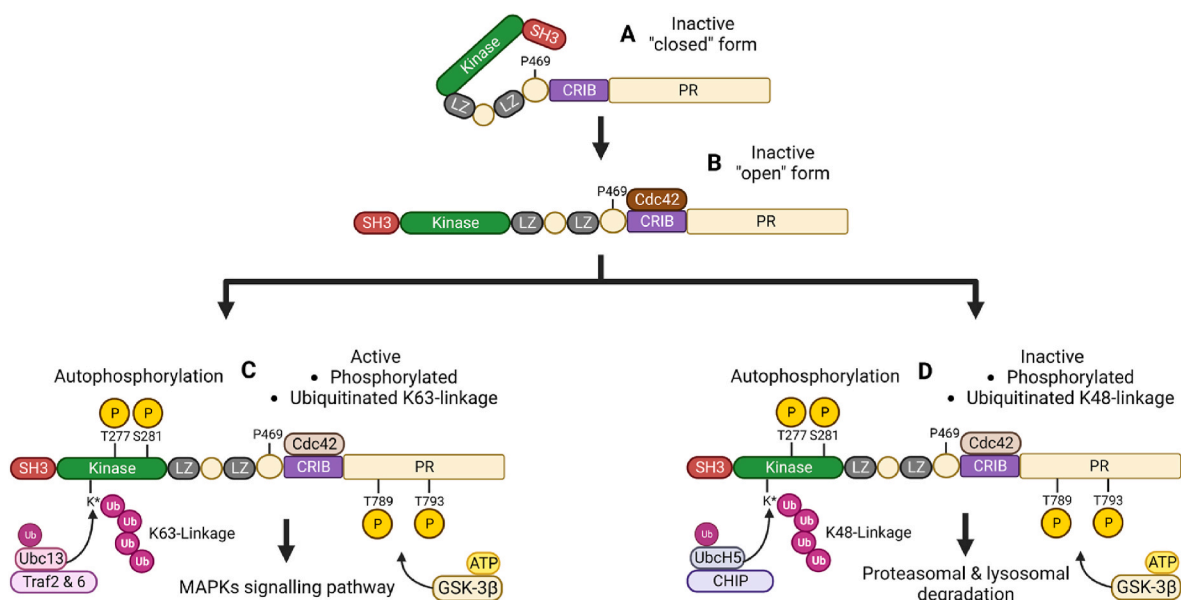 A
Inactive
"closed" form
SH3
Kinase
P469
LZ
LZ
CRIB
PR
B
Inactive
"open" form
P469
Cdc42
SH3
Kinase
LZ
LZ
CRIB
PR
C
Active
• Phosphorylated
• Ubiquitinated K63-linkage
Autophosphorylation
P
P
T277
S281
P469
Cdc42
SH3
Kinase
LZ
LZ
CRIB
PR
K*
Ub
Ub
Ub
Ub
K63-Linkage
Ub
Ubc13
Traf2 & 6
T789
T793
P
P
ATP
GSK-3β
MAPKs signalling pathway
D
Inactive
• Phosphorylated
• Ubiquitinated K48-linkage
Autophosphorylation
P
P
T277
S281
P469
Cdc42
SH3
Kinase
LZ
LZ
CRIB
PR
K*
Ub
Ub
Ub
Ub
K48-Linkage
Ub
UbcH5
CHIP
T789
T793
P
P
ATP
GSK-3β
Proteasomal & lysosomal
degradation